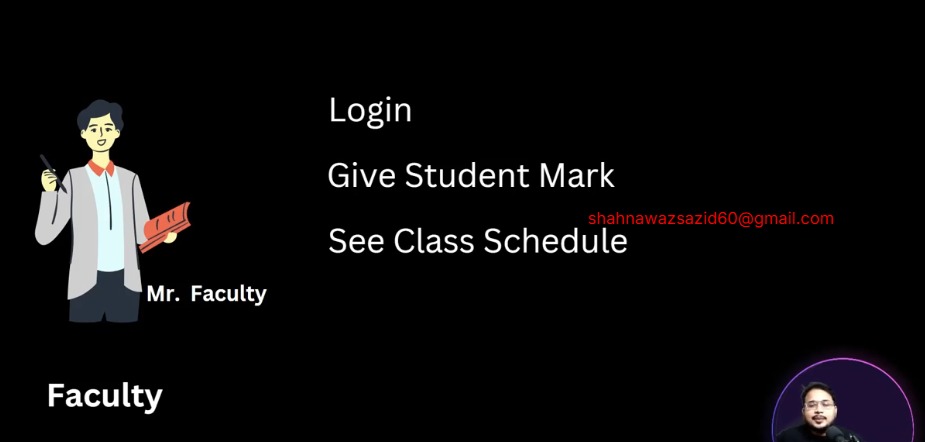 Login
Give Student Mark
shahnawazsazid60@gmail.com
See Class Schedule
Mr. Faculty
Faculty